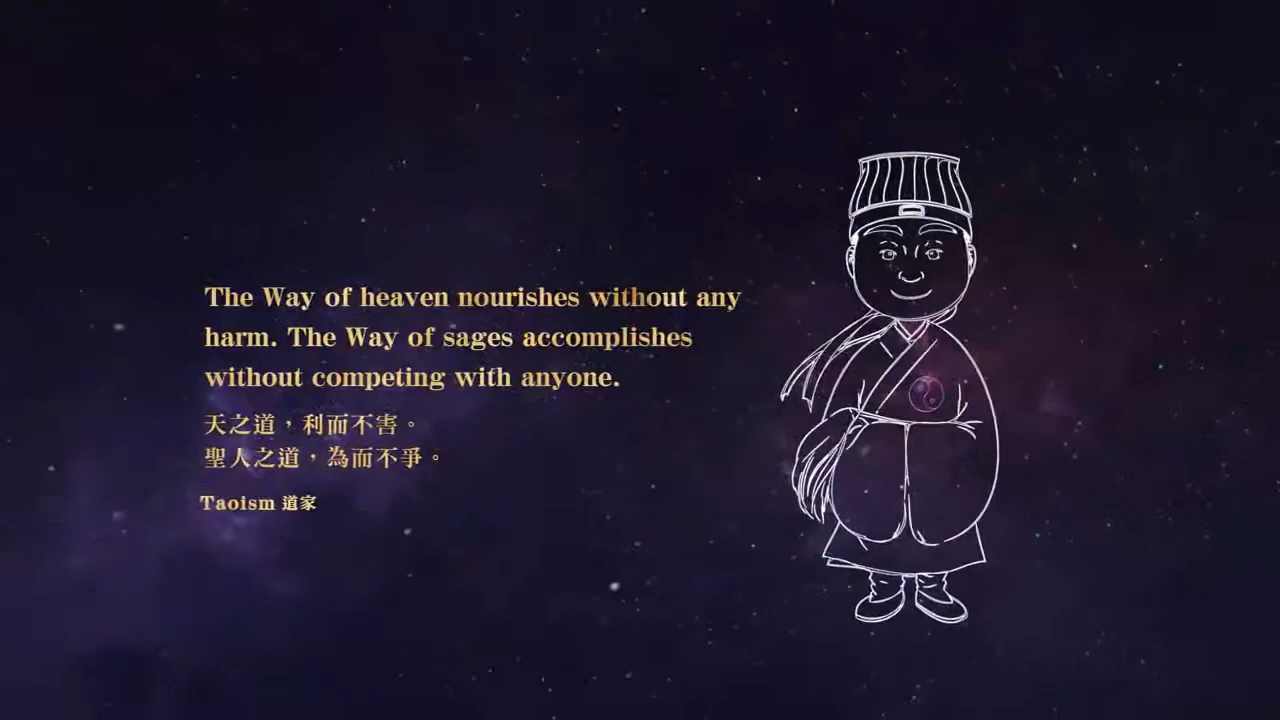 The Way of heaven nourishes without any
harm. The Way of sages accomplishes
without competing with anyone.
天之道，利而不害。
聖人之道，為而不爭。
Taoism 道家